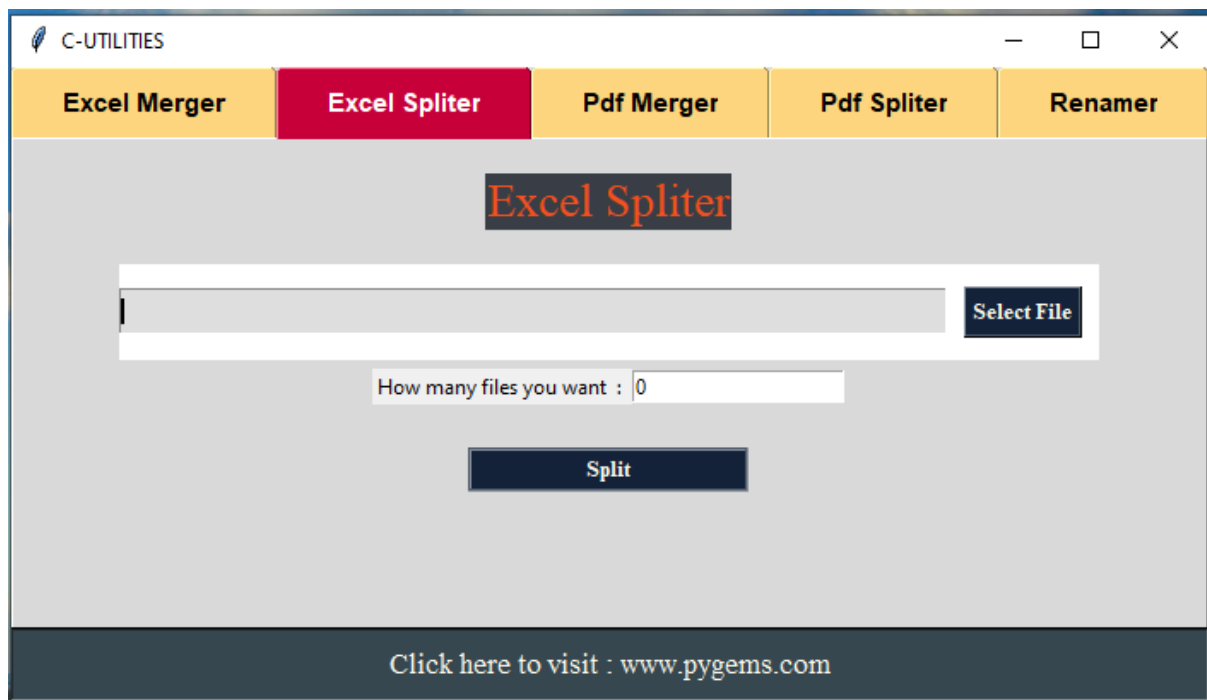 C-UTILITIES
Excel Merger Excel Spliter Pdf Merger Pdf Spliter Renamer
Excel Spliter
Select File
How many files you want : 0
Split
Click here to visit : www.pygems.com